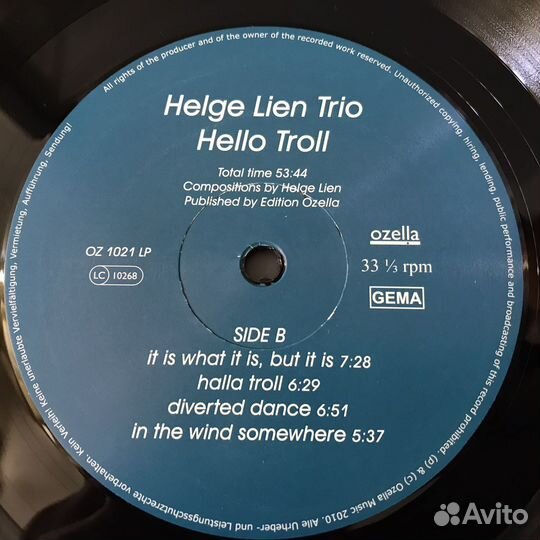 All rights of the producer and of the owner of the recorded work reserved. Unauthorized copying, hiring, lending, public performance and broadcasting of this record prohibited. (p) & (c) Ozella Music 2010. Alle Urheber- und Leistungsschutzrechte vorbehalten. Kein Verleih! Keine unerlaubte Vervielfältigung, Vermietung, Aufführung, Sendung!
Helge Lien Trio
Hello Troll
Total time 53:44
Compositions by Helge Lien
Published by Edition Ozella
OZ 1021 LP
LC 10268
ozella
33 ⅓ rpm
GEMA
SIDE B
it is what it is, but it is 7:28
halla troll 6:29
diverted dance 6:51
in the wind somewhere 5:37
Avito